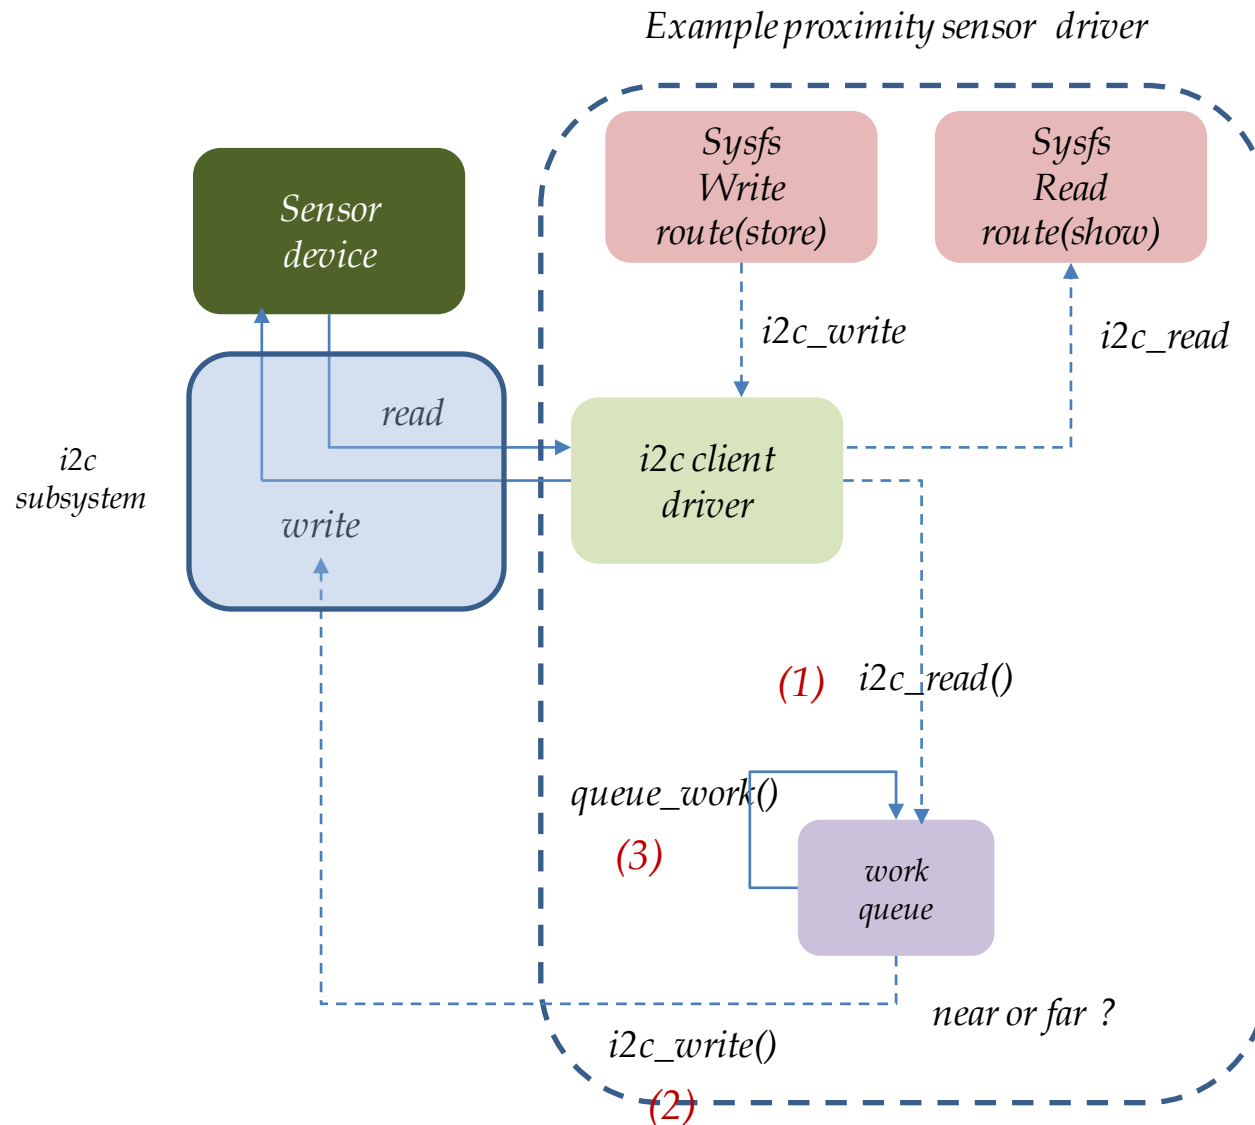 Example proximity sensor driver
Sysfs
Write
route(store)
Sysfs
Read
route(show)
Sensor
device
i2c_write
i2c_read
read
i2c
subsystem
i2c client
driver
write
(1) i2c_read()
queue_work()
(3)
work
queue
near or far ?
i2c_write()
(2)